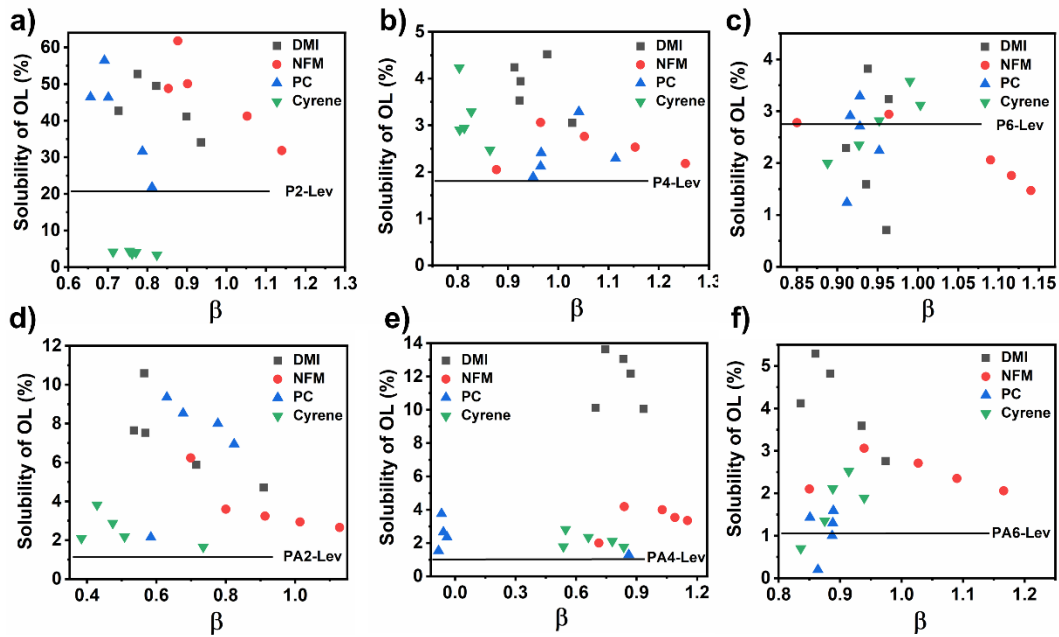 a)
Solubility of OL (%)
60
50
40
30
20
10
0
DMI
NFM
PC
Cyrene
P2-Lev
0.6 0.7 0.8 0.9 1.0 1.1 1.2 1.3
β
b)
Solubility of OL (%)
5
4
3
2
1
0
DMI
NFM
PC
Cyrene
P4-Lev
0.8 0.9 1.0 1.1 1.2 1.3
β
c)
Solubility of OL (%)
4
3
2
1
0
DMI
NFM
PC
Cyrene
P6-Lev
0.85 0.90 0.95 1.00 1.05 1.10 1.15
β
d)
Solubility of OL (%)
12
10
8
6
4
2
0
DMI
NFM
PC
Cyrene
PA2-Lev
0.4 0.6 0.8 1.0
β
e)
Solubility of OL (%)
14
12
10
8
6
4
2
0
DMI
NFM
PC
Cyrene
PA4-Lev
0.0 0.3 0.6 0.9 1.2
β
f)
Solubility of OL (%)
5
4
3
2
1
0
DMI
NFM
PC
Cyrene
PA6-Lev
0.8 0.9 1.0 1.1 1.2
β